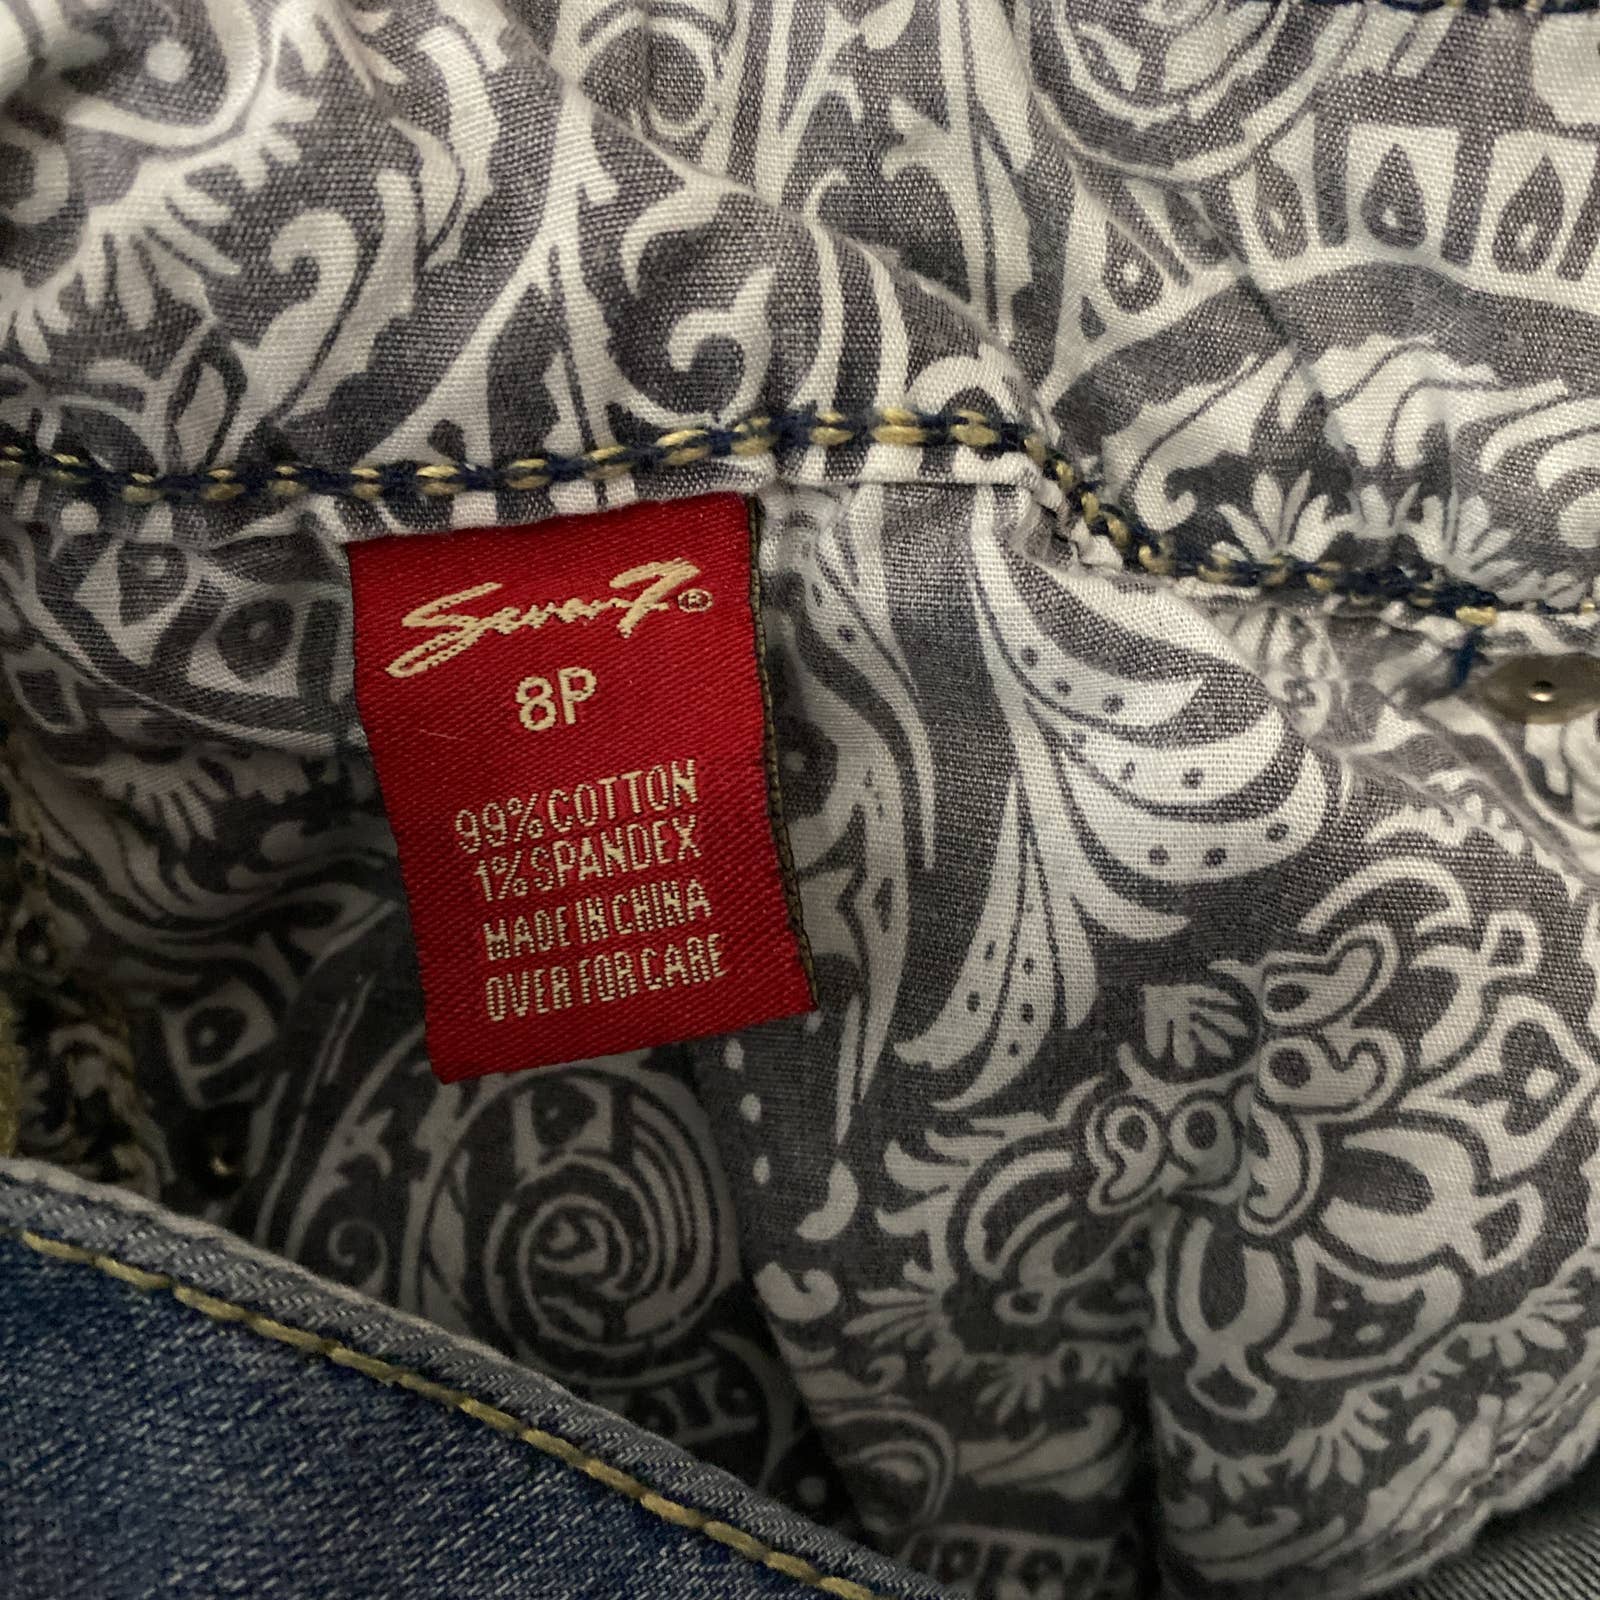 Seven7®
8P
99%COTTON
1%SPANDEX
MADE IN CHINA
OVER FOR CARE